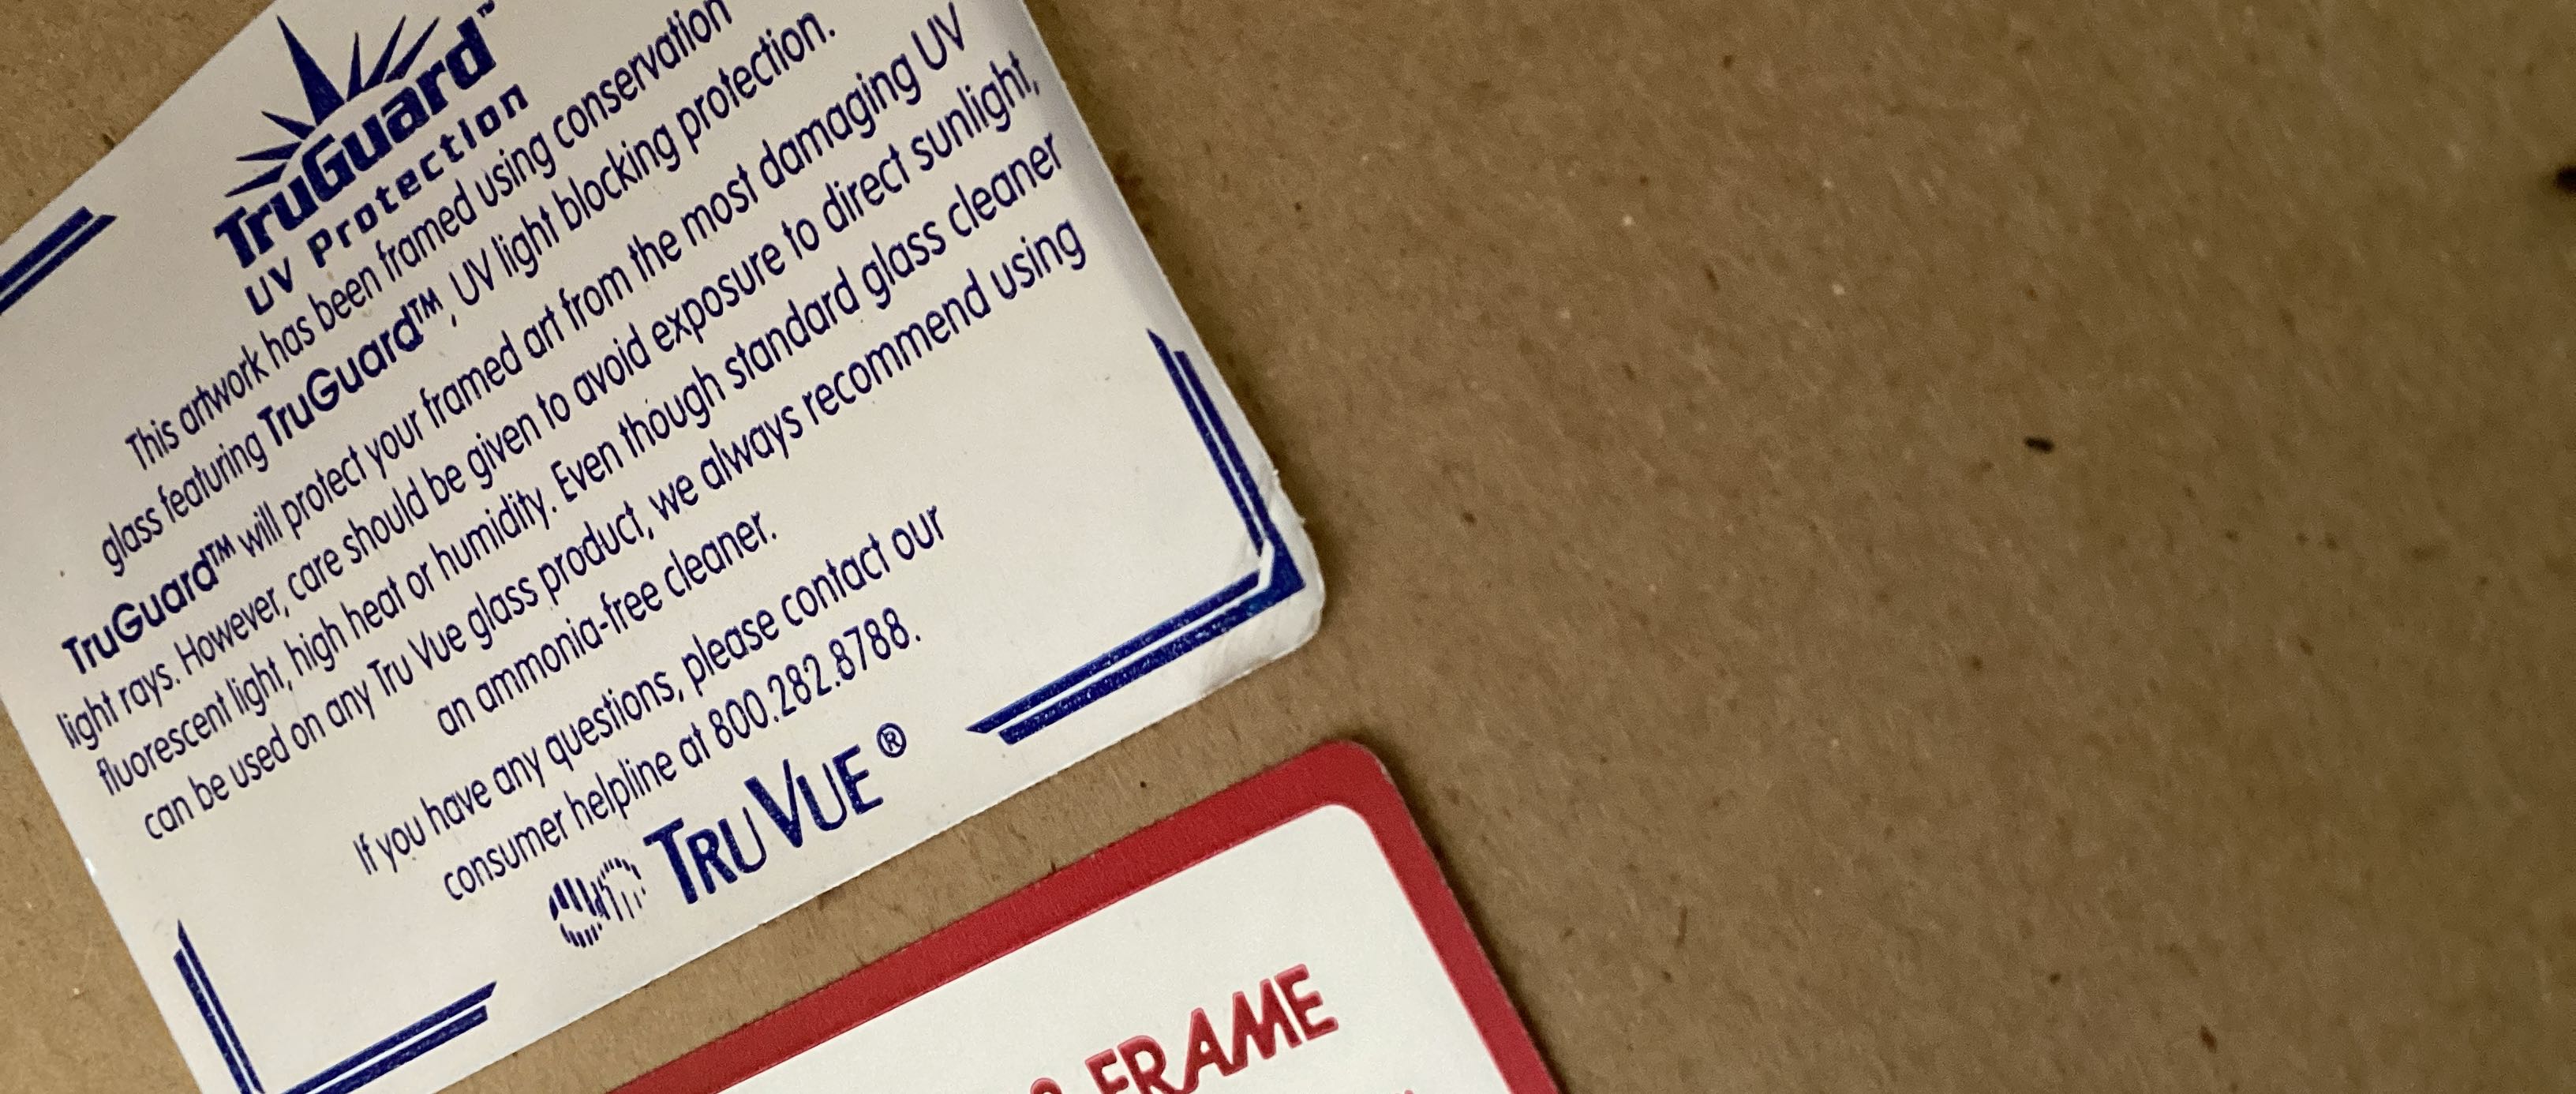 TruGuard™
UV Protection
This artwork has been framed using conservation
glass featuring TruGuard™, UV light blocking protection.
TruGuard™ will protect your framed art from the most damaging UV
light rays. However, care should be given to avoid exposure to direct sunlight,
fluorescent light, high heat or humidity. Even though standard glass cleaner
can be used on any Tru Vue glass product, we always recommend using
an ammonia-free cleaner.
If you have any questions, please contact our
consumer helpline at 800.282.8788.
TRU VUE®
FRAME